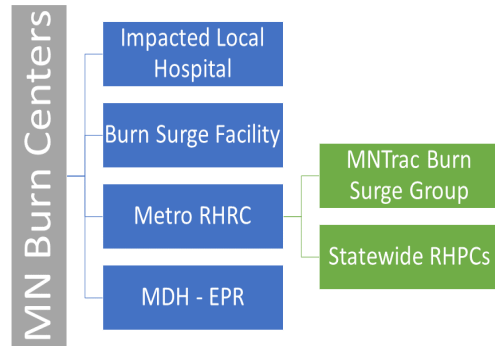 MN Burn Centers
Impacted Local
Hospital
Burn Surge Facility
Metro RHRC
MDH - EPR
MNTrac Burn
Surge Group
Statewide RHPCs